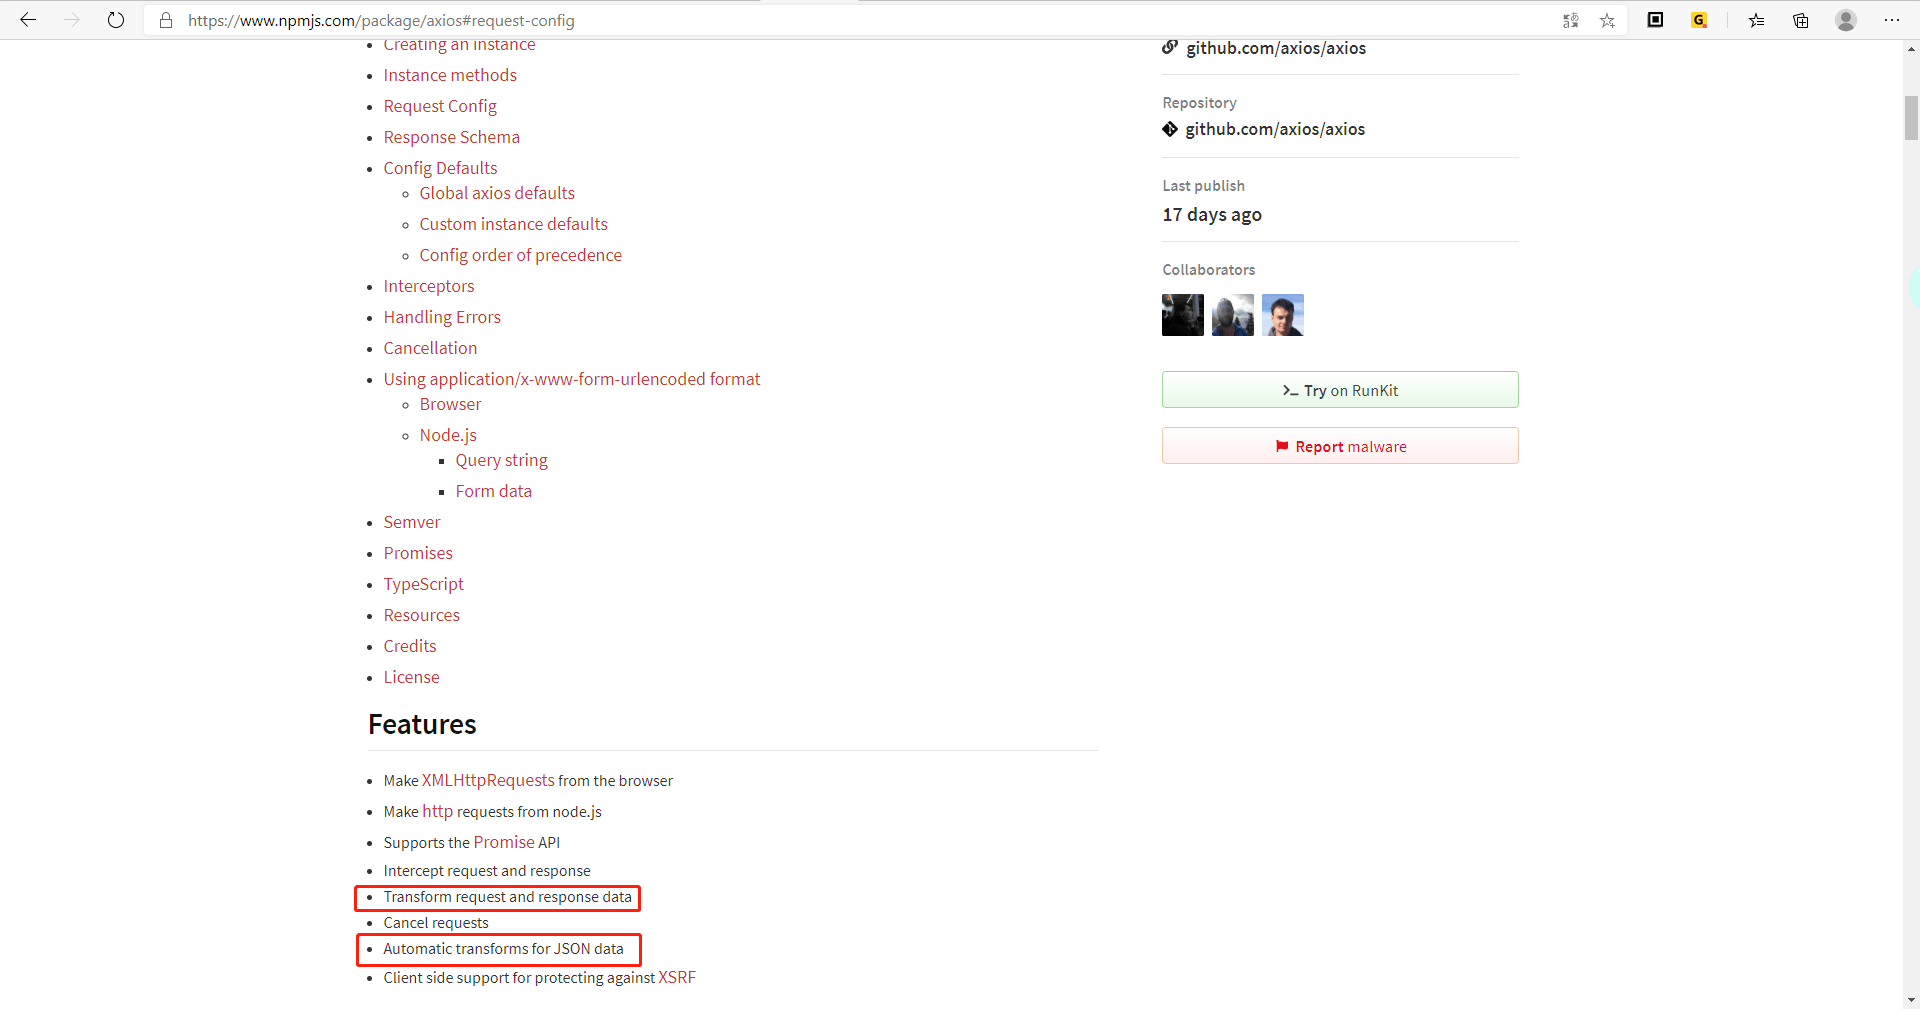 https://www.npmjs.com/package/axios#request-config
Creating an instance
Instance methods
Request Config
Response Schema
Config Defaults
Global axios defaults
Custom instance defaults
Config order of precedence
Interceptors
Handling Errors
Cancellation
Using application/x-www-form-urlencoded format
Browser
Node.js
Query string
Form data
Semver
Promises
TypeScript
Resources
Credits
License
Features
Make XMLHttpRequests from the browser
Make http requests from node.js
Supports the Promise API
Intercept request and response
Transform request and response data
Cancel requests
Automatic transforms for JSON data
Client side support for protecting against XSRF
github.com/axios/axios
Repository
github.com/axios/axios
Last publish
17 days ago
Collaborators
Try on RunKit
Report malware